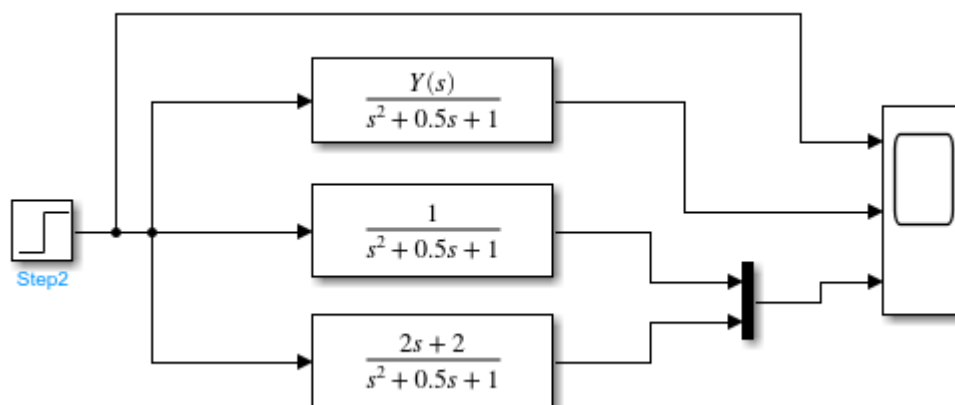 Y(s)
s² + 0.5s + 1
1
s² + 0.5s + 1
Step2
2s + 2
s² + 0.5s + 1